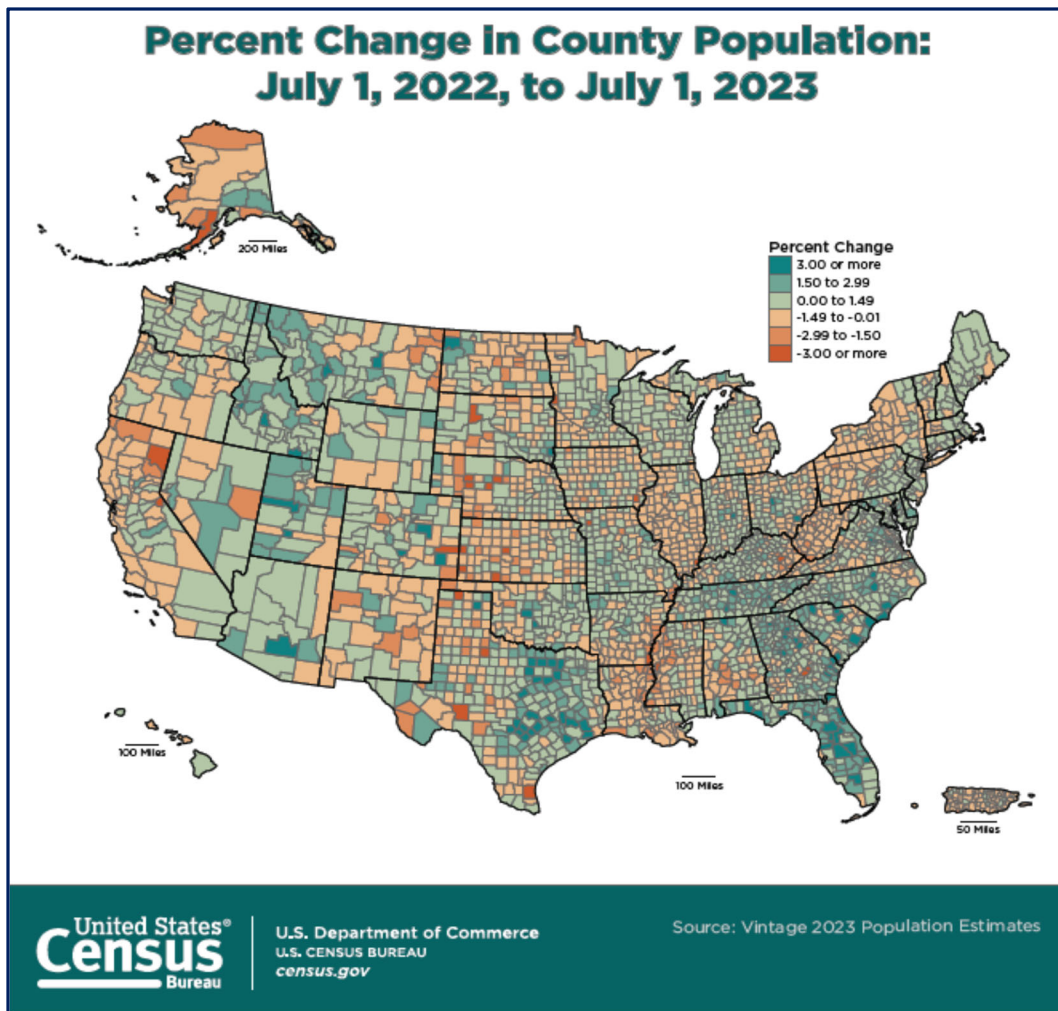 Percent Change in County Population:
July 1, 2022, to July 1, 2023
200 Miles
Percent Change
3.00 or more
1.50 to 2.99
0.00 to 1.49
-1.49 to -0.01
-2.99 to -1.50
-3.00 or more
100 Miles
100 Miles
50 Miles
United States®
Census
Bureau
U.S. Department of Commerce
U.S. CENSUS BUREAU
census.gov
Source: Vintage 2023 Population Estimates